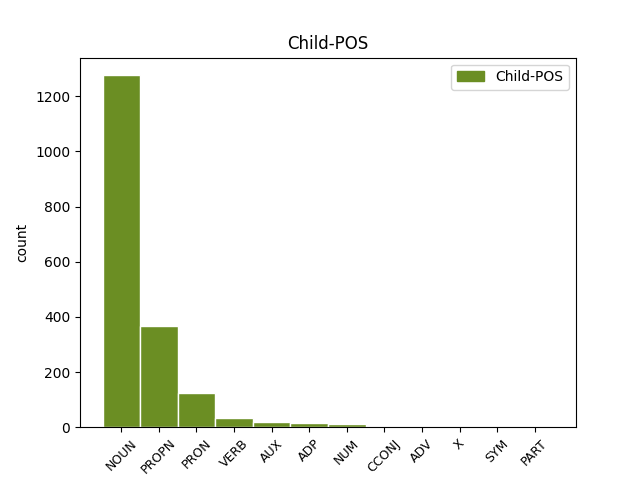 Child-POS
Child-POS
count
1200
1000
800
600
400
200
0
NOUN PROPN PRON VERB AUX ADP NUM CCONJ ADV X SYM PART